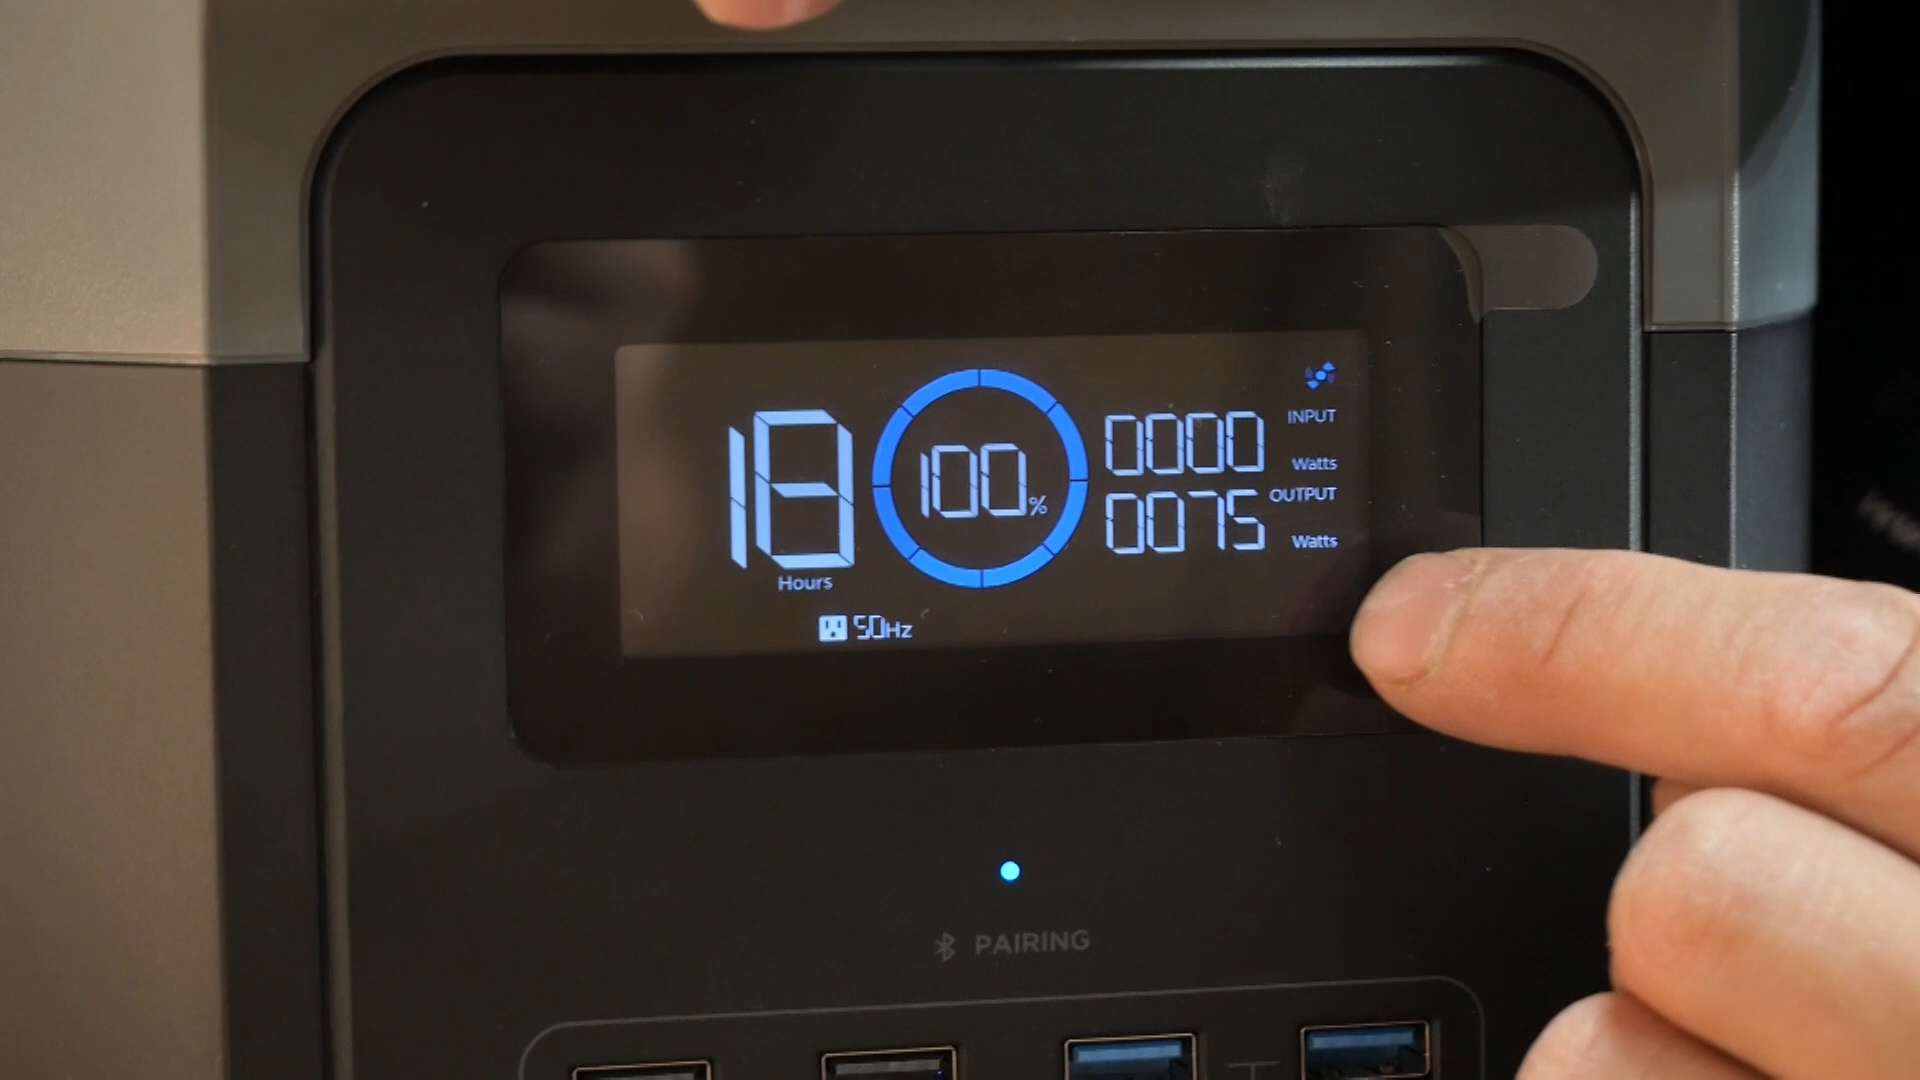 18
Hours
100%
0000
INPUT
Watts
0075
OUTPUT
Watts
50Hz
PAIRING